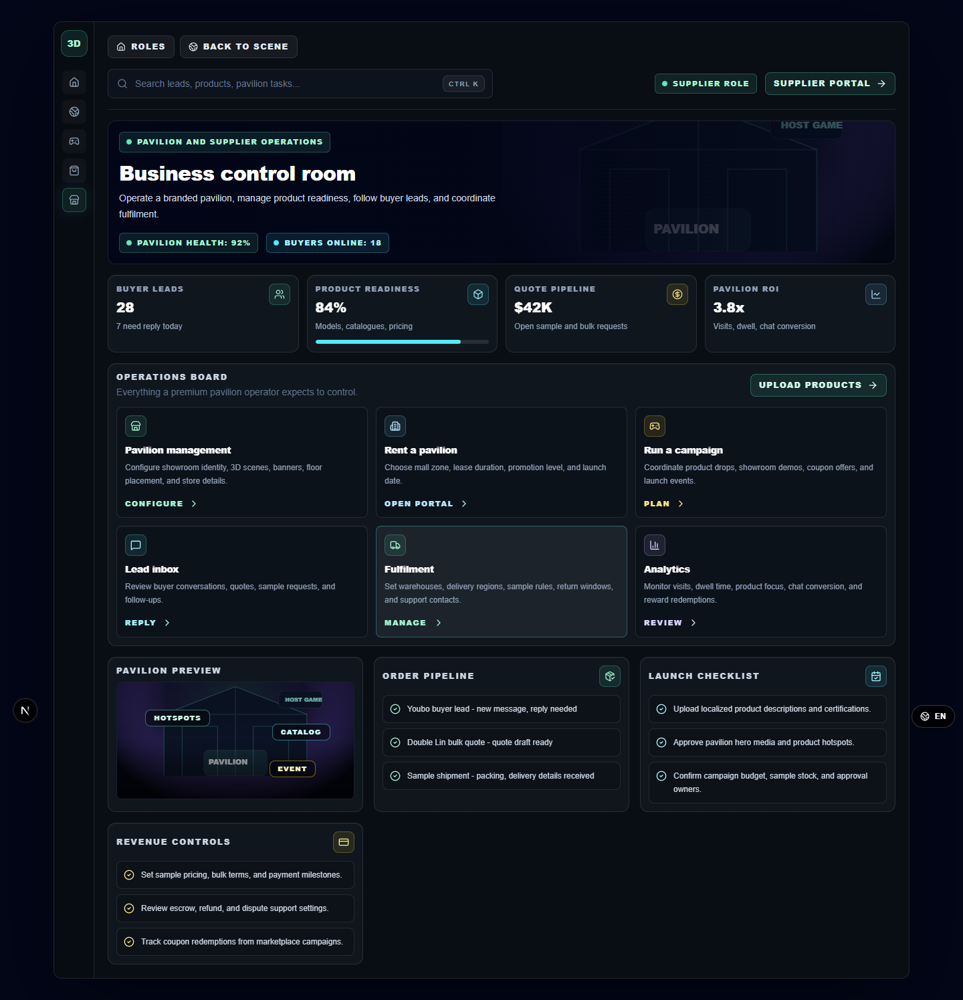 3D
ROLES
BACK TO SCENE
Search leads, products, pavilion tasks...
CTRL K
SUPPLIER ROLE
SUPPLIER PORTAL
PAVILION AND SUPPLIER OPERATIONS
HOST GAME
Business control room
Operate a branded pavilion, manage product readiness, follow buyer leads, and coordinate
fulfilment.
PAVILION
PAVILION HEALTH: 92%
BUYERS ONLINE: 18
BUYER LEADS
28
7 need reply today
PRODUCT READINESS
84%
Models, catalogues, pricing
QUOTE PIPELINE
$42K
Open sample and bulk requests
PAVILION ROI
3.8x
Visits, dwell, chat conversion
OPERATIONS BOARD
Everything a premium pavilion operator expects to control.
UPLOAD PRODUCTS
Pavilion management
Configure showroom identity, 3D scenes, banners, floor
placement, and store details.
CONFIGURE
Rent a pavilion
Choose mall zone, lease duration, promotion level, and launch
date.
OPEN PORTAL
Run a campaign
Coordinate product drops, showroom demos, coupon offers, and
launch events.
PLAN
Lead inbox
Review buyer conversations, quotes, sample requests, and
follow-ups.
REPLY
Fulfilment
Set warehouses, delivery regions, sample rules, return windows,
and support contacts.
MANAGE
Analytics
Monitor visits, dwell time, product focus, chat conversion, and
reward redemptions.
REVIEW
PAVILION PREVIEW
HOST GAME
HOTSPOTS
CATALOG
PAVILION
EVENT
ORDER PIPELINE
Youbo buyer lead - new message, reply needed
Double Lin bulk quote - quote draft ready
Sample shipment - packing, delivery details received
LAUNCH CHECKLIST
Upload localized product descriptions and certifications.
Approve pavilion hero media and product hotspots.
Confirm campaign budget, sample stock, and approval
owners.
N
EN
REVENUE CONTROLS
Set sample pricing, bulk terms, and payment milestones.
Review escrow, refund, and dispute support settings.
Track coupon redemptions from marketplace campaigns.